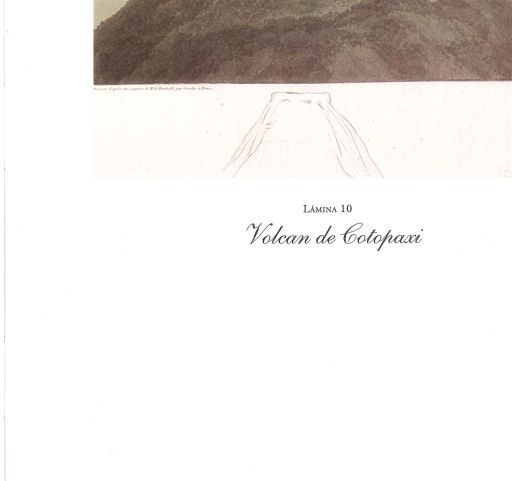 Dessiné d'après une esquisse de M. de Humboldt par Gmelin à Rome
LÁMINA 10
Volcan de Cotopaxi